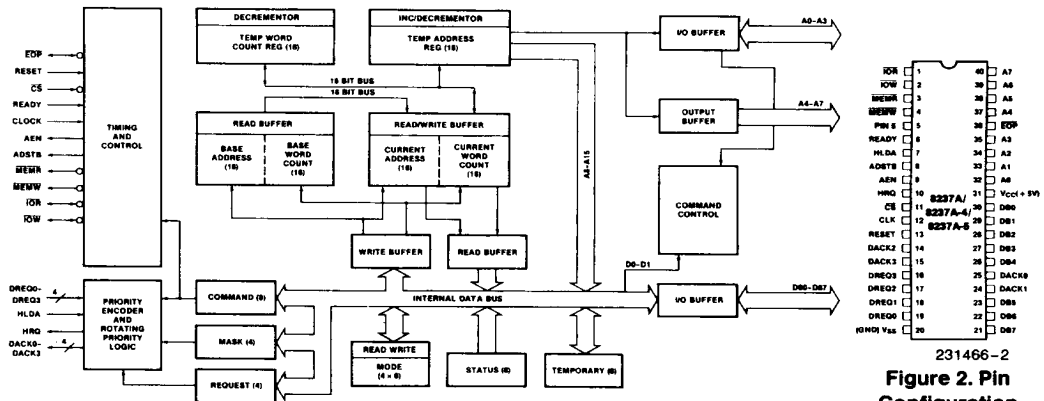 DECREMENTOR
TEMP WORD
COUNT REG (16)
INC/DECREMENTOR
TEMP ADDRESS
REG (16)
16 BIT BUS
16 BIT BUS
READ BUFFER
BASE
ADDRESS
(16)
BASE
WORD
COUNT
(16)
READ/WRITE BUFFER
CURRENT
ADDRESS
(16)
CURRENT
WORD
COUNT
(16)
WRITE BUFFER
READ BUFFER
A8-A15
I/O BUFFER
A0-A3
OUTPUT
BUFFER
A4-A7
COMMAND
CONTROL
D0-D1
INTERNAL DATA BUS
I/O BUFFER
DB0-DB7
EOP
RESET
CS
READY
CLOCK
AEN
ADSTB
MEMR
MEMW
IOR
IOW
TIMING
AND
CONTROL
DREQ0-
DREQ3
4
HLDA
HRQ
DACK0-
DACK3
4
PRIORITY
ENCODER
AND
ROTATING
PRIORITY
LOGIC
COMMAND (8)
MASK (4)
REQUEST (4)
READ WRITE
MODE
(4 × 6)
STATUS (8)
TEMPORARY (8)
IOR 1 40 A7
IOW 2 39 A6
MEMR 3 38 A5
MEMW 4 37 A4
PIN 5 5 36 EOP
READY 6 35 A3
HLDA 7 34 A2
ADSTB 8 33 A1
AEN 9 32 A0
HRQ 10 31 VCC(+5V)
CS 11 30 DB0
CLK 12 29 DB1
RESET 13 28 DB2
DACK2 14 27 DB3
DACK3 15 26 DB4
DREQ3 16 25 DACK0
DREQ2 17 24 DACK1
DREQ1 18 23 DB5
DREQ0 19 22 DB6
(GND) VSS 20 21 DB7
8237A/
8237A-4/
8237A-5
231466-2
Figure 2. Pin
Configuration